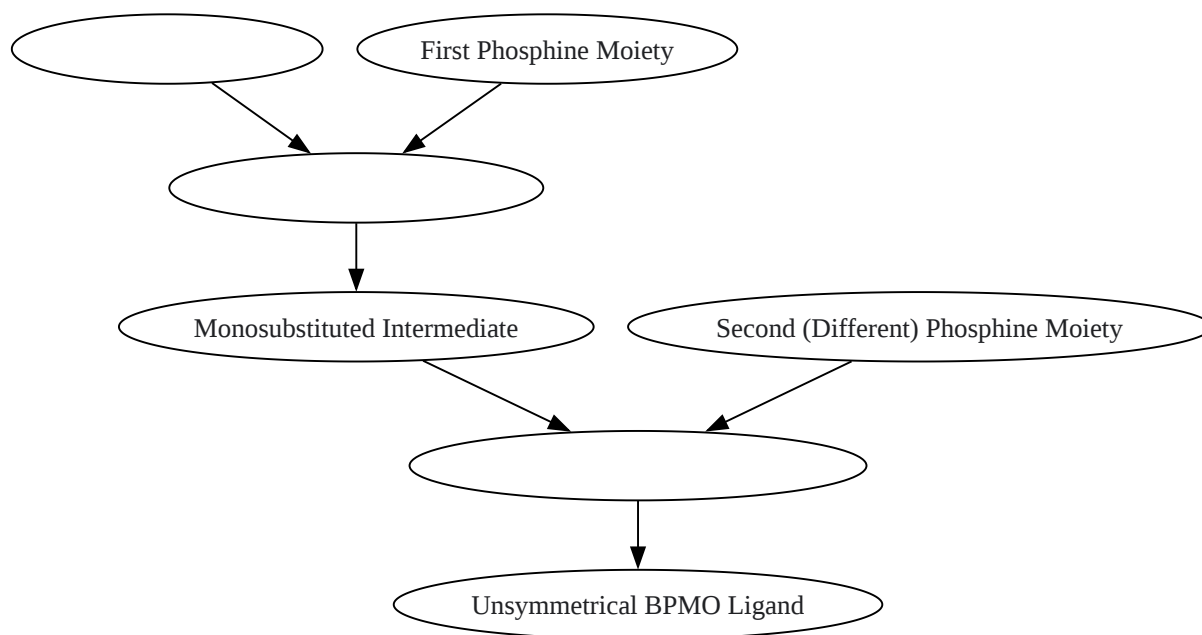 First Phosphine Moiety
Monosubstituted Intermediate
Second (Different) Phosphine Moiety
Unsymmetrical BPMO Ligand